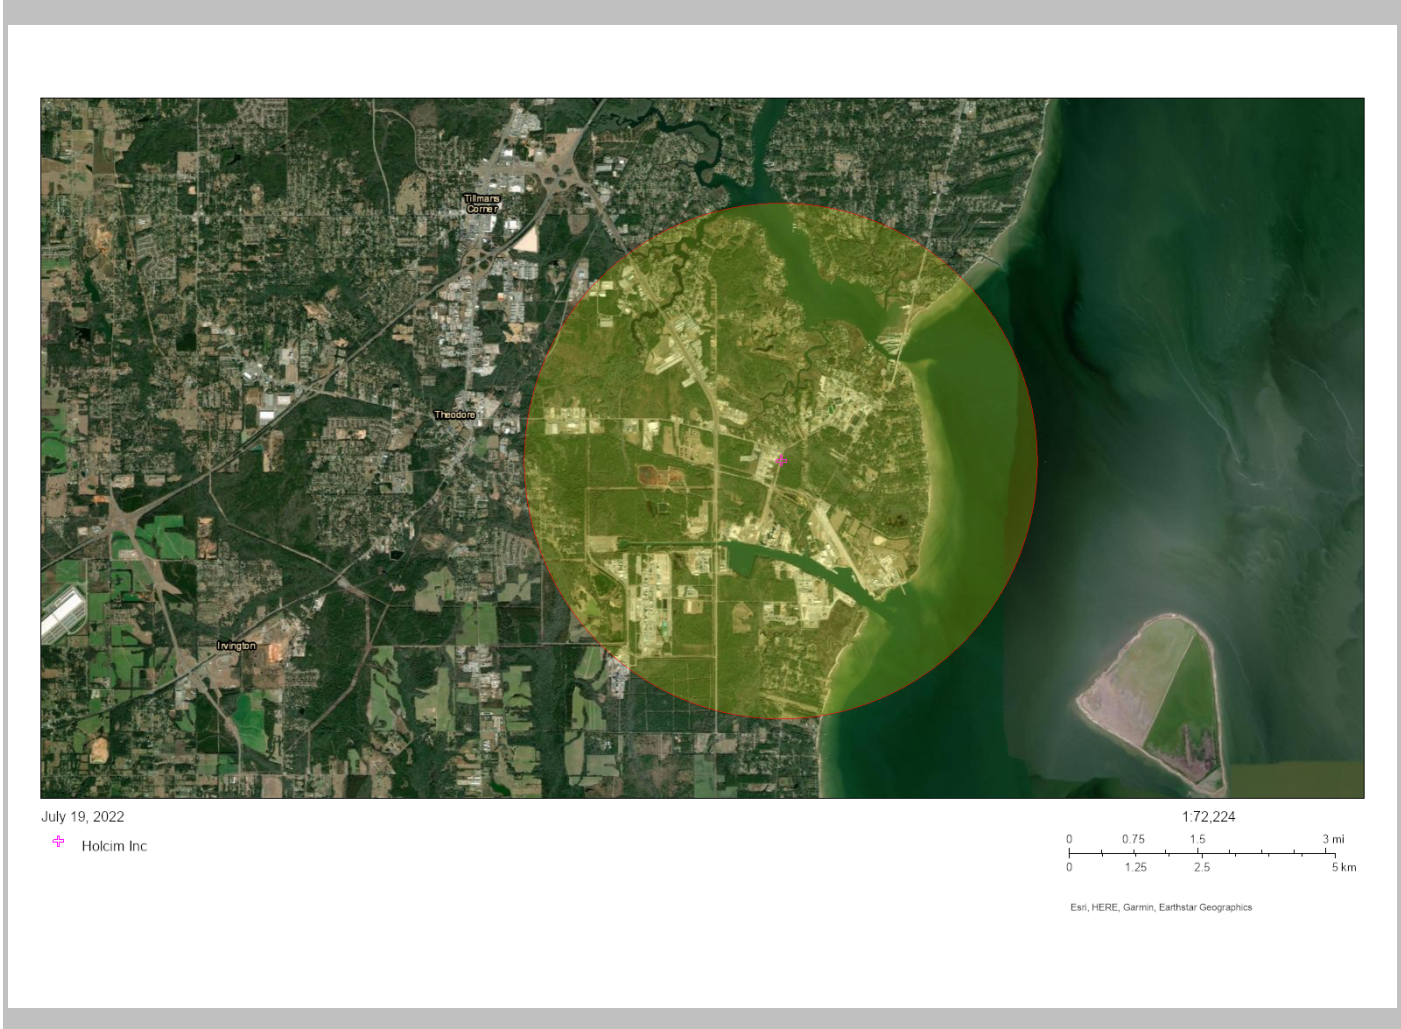 Tillmans
Corner
Theodore
Irvington
July 19, 2022
Holcim Inc
1:72,224
0 0.75 1.5 3 mi
0 1.25 2.5 5 km
Esri, HERE, Garmin, Earthstar Geographics